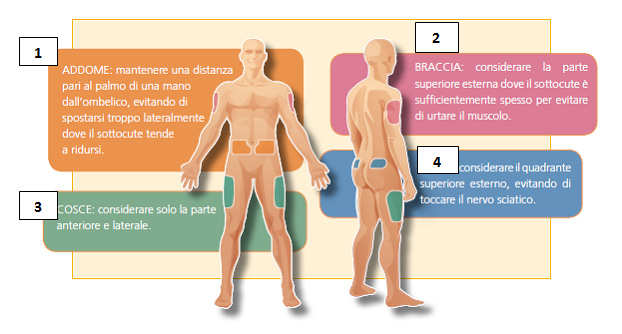 1
ADDOME: mantenere una distanza
pari al palmo di una mano
dall'ombelico, evitando di
spostarsi troppo lateralmente
dove il sottocute tende
a ridursi.
2
BRACCIA: considerare la parte
superiore esterna dove il sottocute è
sufficientemente spesso per evitare
di urtare il muscolo.
3
COSCE: considerare solo la parte
anteriore e laterale.
4
considerare il quadrante
superiore esterno, evitando di
toccare il nervo sciatico.